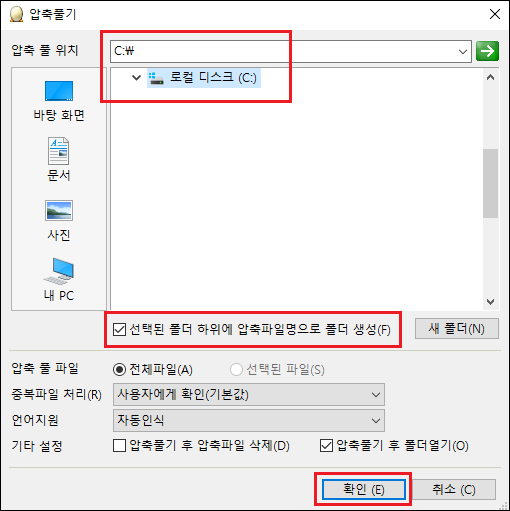 압축풀기
압축 풀 위치
C:₩
로컬 디스크 (C:)
바탕 화면
문서
사진
내 PC
선택된 폴더 하위에 압축파일명으로 폴더 생성(F)
새 폴더(N)
압축 풀 파일 전체파일(A) 선택된 파일(S)
중복파일 처리(R) 사용자에게 확인(기본값)
언어지원 자동인식
기타 설정 압축풀기 후 압축파일 삭제(D) 압축풀기 후 폴더열기(O)
확인 (E) 취소 (C)